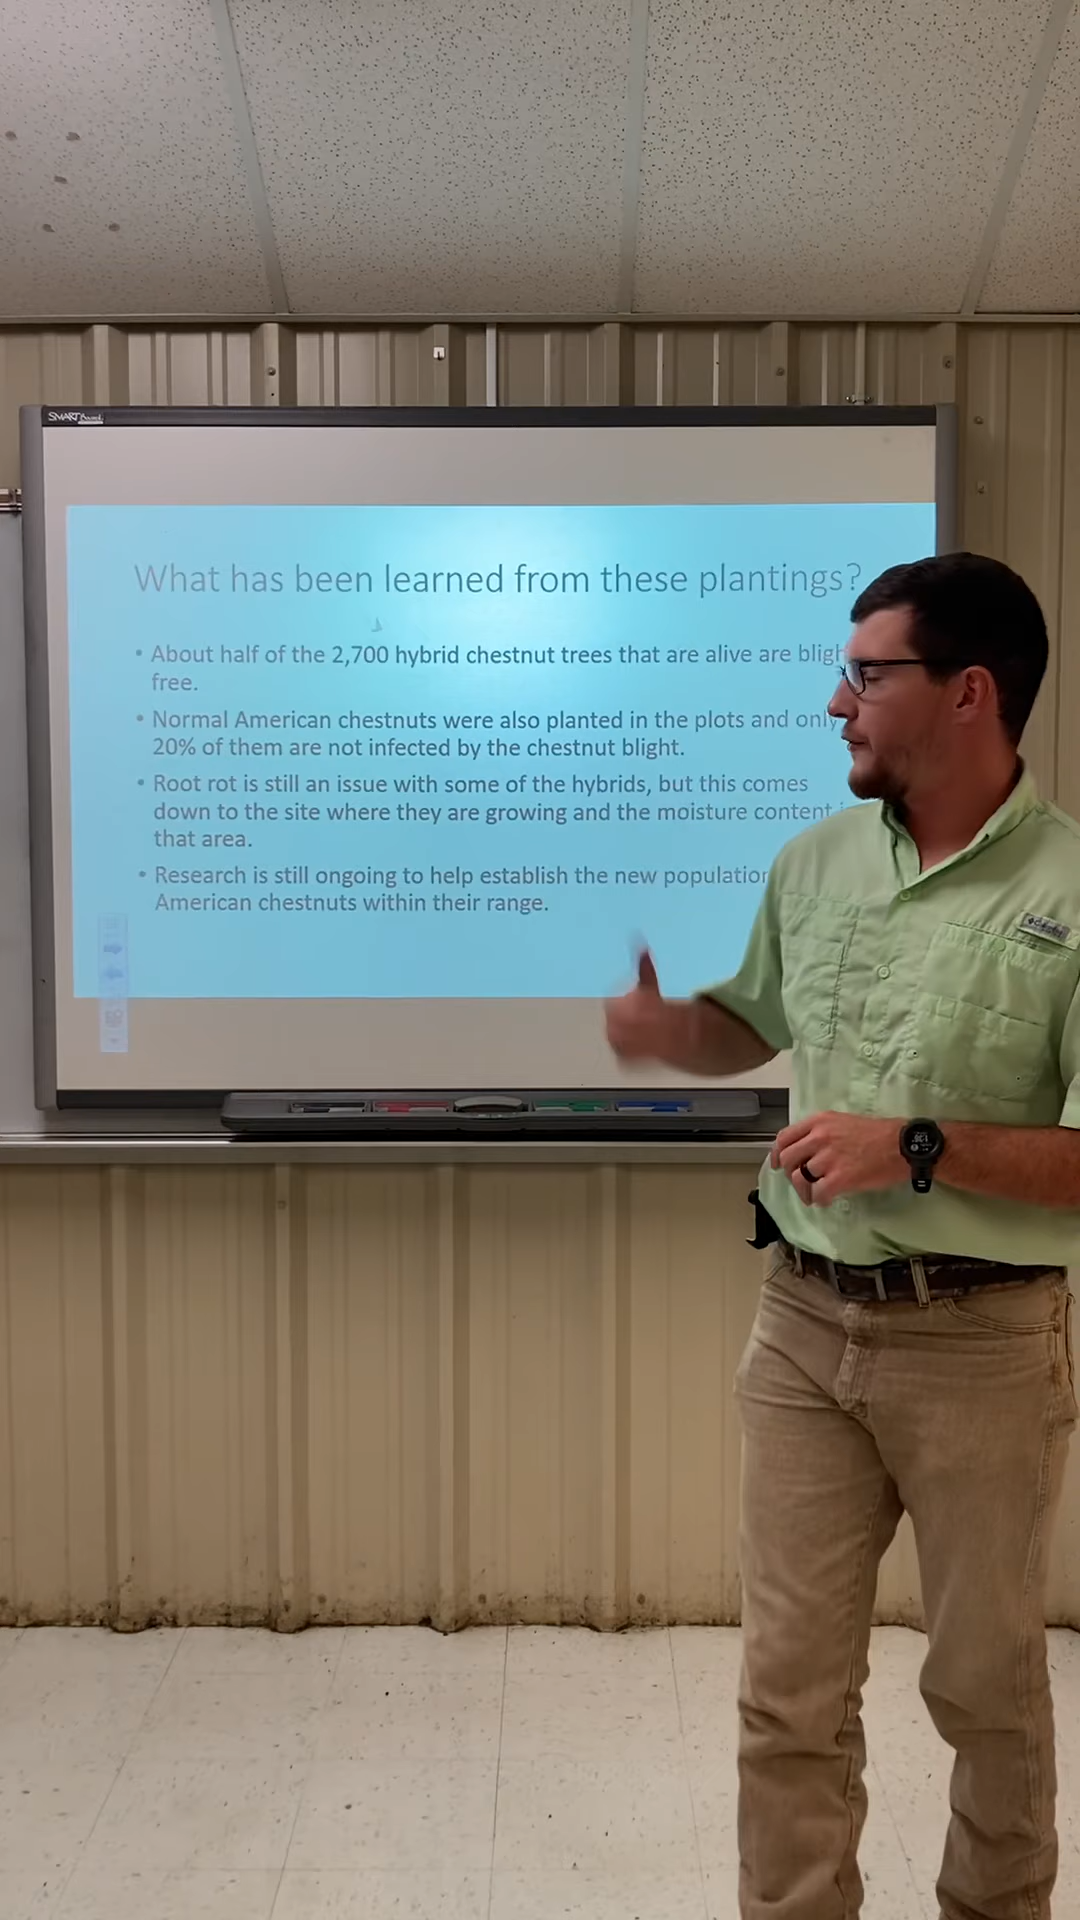 SMART Board
What has been learned from these plantings?
• About half of the 2,700 hybrid chestnut trees that are alive are
free.
• Normal American chestnuts were also planted in the plots and only
20% of them are not infected by the chestnut blight.
• Root rot is still an issue with some of the hybrids, but this comes
down to the site where they are growing and the moisture content
that area.
• Research is still ongoing to help establish the new population
American chestnuts within their range.
Columbia